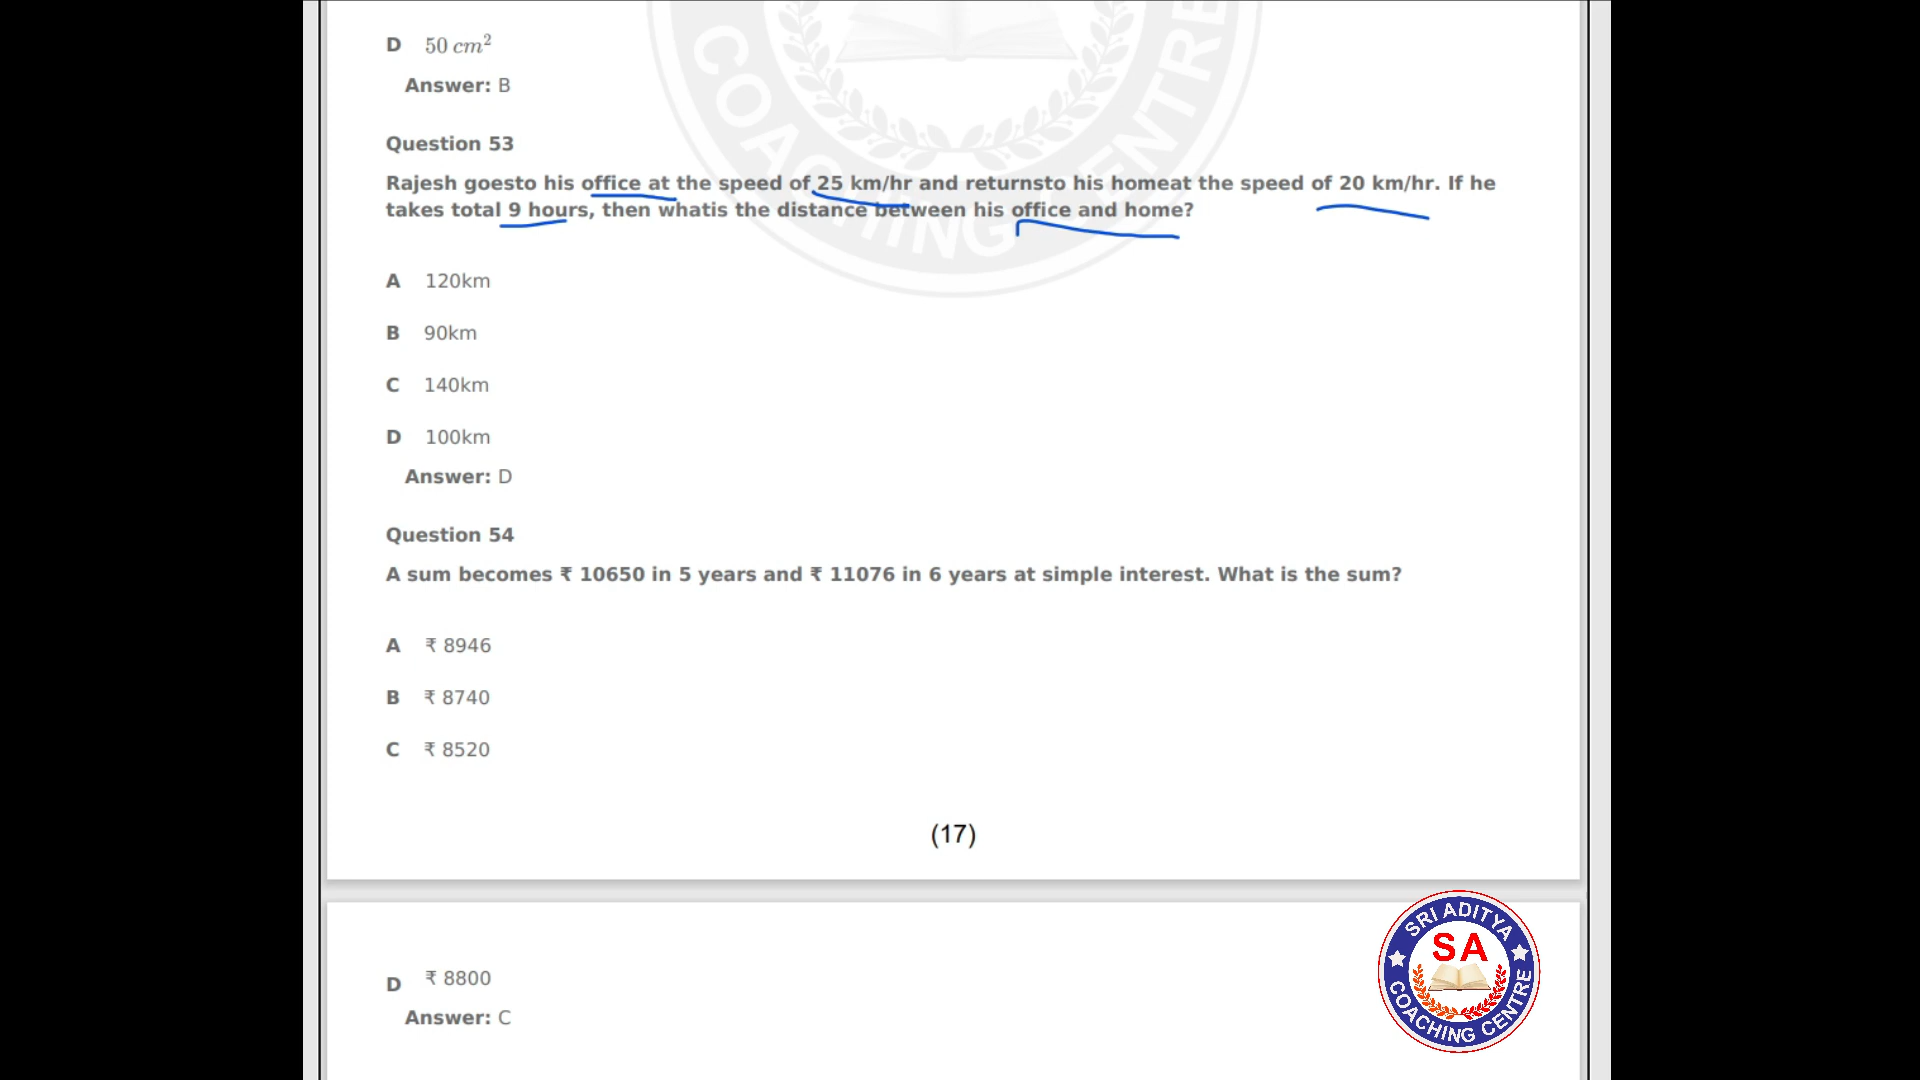 D 50 cm²
Answer: B
Question 53
Rajesh goesto his office at the speed of 25 km/hr and returnsto his homeat the speed of 20 km/hr. If he
takes total 9 hours, then whatis the distance between his office and home?
A 120km
B 90km
C 140km
D 100km
Answer: D
Question 54
A sum becomes ₹ 10650 in 5 years and ₹ 11076 in 6 years at simple interest. What is the sum?
A ₹ 8946
B ₹ 8740
C ₹ 8520
(17)
D ₹ 8800
Answer: C
COACHING CENTRE
SRI ADITYA
SA
COACHING CENTRE